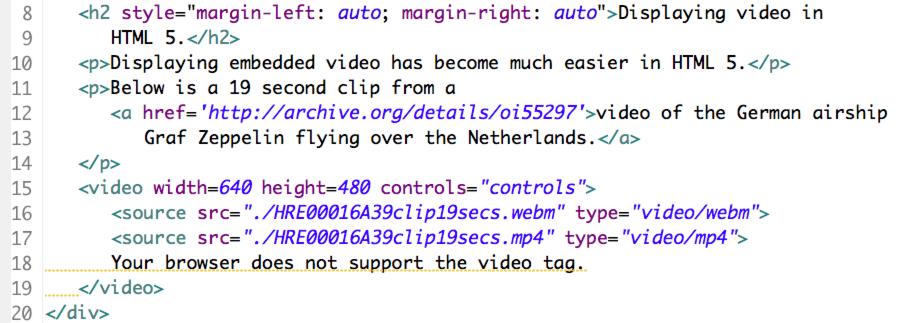 8 <h2 style="margin-left: auto; margin-right: auto">Displaying video in
9 HTML 5.</h2>
10 <p>Displaying embedded video has become much easier in HTML 5.</p>
11 <p>Below is a 19 second clip from a
12 <a href='http://archive.org/details/oi55297'>video of the German airship
13 Graf Zeppelin flying over the Netherlands.</a>
14 </p>
15 <video width=640 height=480 controls="controls">
16 <source src="./HRE00016A39clip19secs.webm" type="video/webm">
17 <source src="./HRE00016A39clip19secs.mp4" type="video/mp4">
18 Your browser does not support the video tag.
19 </video>
20 </div>